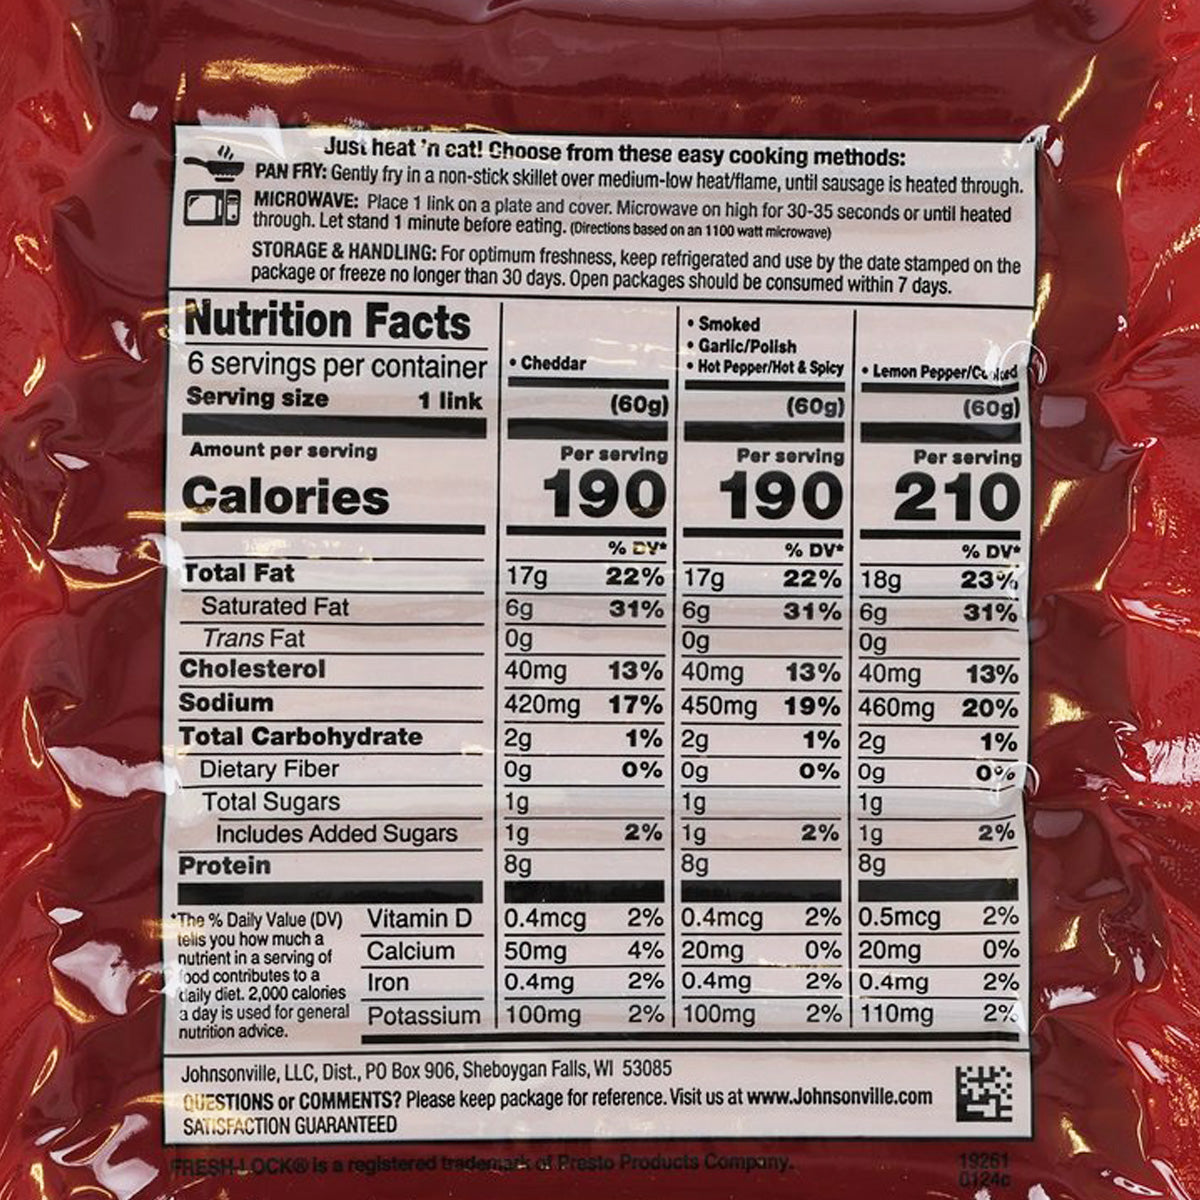 Just heat 'n eat! Choose from these easy cooking methods:
PAN FRY: Gently fry in a non-stick skillet over medium-low heat/flame, until sausage is heated through.
MICROWAVE: Place 1 link on a plate and cover. Microwave on high for 30-35 seconds or until heated
through. Let stand 1 minute before eating. (Directions based on an 1100 watt microwave)
STORAGE & HANDLING: For optimum freshness, keep refrigerated and use by the date stamped on the
package or freeze no longer than 30 days. Open packages should be consumed within 7 days.
Nutrition Facts
6 servings per container
Serving size 1 link
• Cheddar
• Smoked
• Garlic/Polish
• Hot Pepper/Hot & Spicy
• Lemon Pepper/Cooked
(60g) (60g) (60g)
Amount per serving Per serving Per serving Per serving
Calories 190 190 210
% DV* % DV* % DV*
Total Fat 17g 22% 17g 22% 18g 23%
Saturated Fat 6g 31% 6g 31% 6g 31%
Trans Fat 0g 0g 0g
Cholesterol 40mg 13% 40mg 13% 40mg 13%
Sodium 420mg 17% 450mg 19% 460mg 20%
Total Carbohydrate 2g 1% 2g 1% 2g 1%
Dietary Fiber 0g 0% 0g 0% 0g 0%
Total Sugars 1g 1g 1g
Includes Added Sugars 1g 2% 1g 2% 1g 2%
Protein 8g 8g 8g
Vitamin D 0.4mcg 2% 0.4mcg 2% 0.5mcg 2%
Calcium 50mg 4% 20mg 0% 20mg 0%
Iron 0.4mg 2% 0.4mg 2% 0.4mg 2%
Potassium 100mg 2% 100mg 2% 110mg 2%
*The % Daily Value (DV)
tells you how much a
nutrient in a serving of
food contributes to a
daily diet. 2,000 calories
a day is used for general
nutrition advice.
Johnsonville, LLC, Dist., PO Box 906, Sheboygan Falls, WI 53085
QUESTIONS or COMMENTS? Please keep package for reference. Visit us at www.Johnsonville.com
SATISFACTION GUARANTEED
FRESH-LOCK® is a registered trademark of Presto Products Company.
19261
0124c